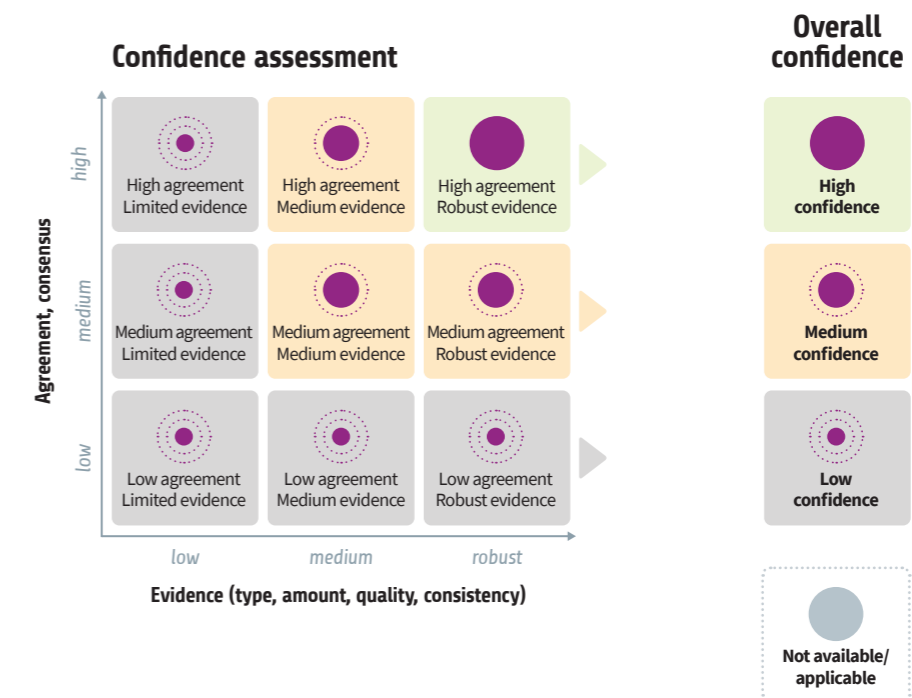 Confidence assessment
Overall
confidence
Agreement, consensus
high
High agreement
Limited evidence
High agreement
Medium evidence
High agreement
Robust evidence
High
confidence
medium
Medium agreement
Limited evidence
Medium agreement
Medium evidence
Medium agreement
Robust evidence
Medium
confidence
low
Low agreement
Limited evidence
Low agreement
Medium evidence
Low agreement
Robust evidence
Low
confidence
low
medium
robust
Evidence (type, amount, quality, consistency)
Not available/
applicable